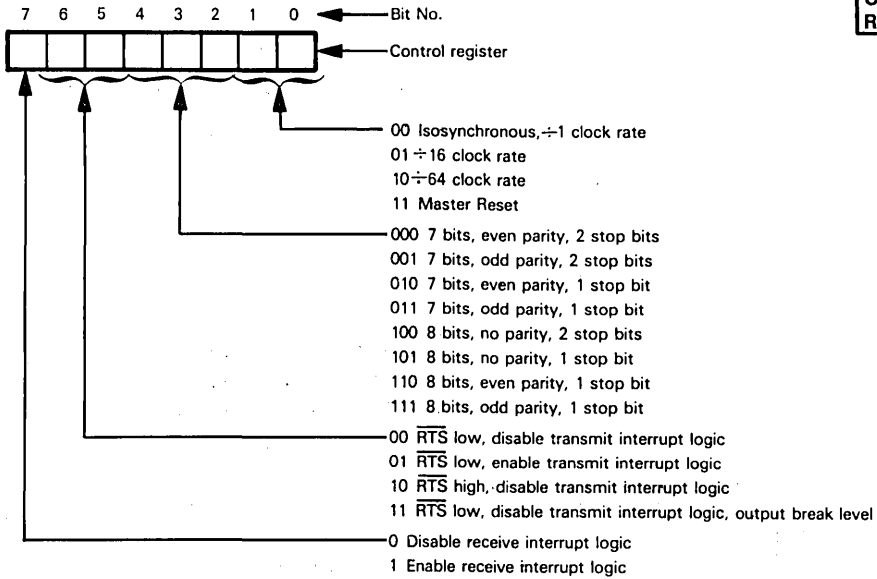 7 6 5 4 3 2 1 0 Bit No.
R
Control register
00 Isosynchronous, ÷1 clock rate
01 ÷16 clock rate
10÷64 clock rate
11 Master Reset
000 7 bits, even parity, 2 stop bits
001 7 bits, odd parity, 2 stop bits
010 7 bits, even parity, 1 stop bit
011 7 bits, odd parity, 1 stop bit
100 8 bits, no parity, 2 stop bits
101 8 bits, no parity, 1 stop bit
110 8 bits, even parity, 1 stop bit
111 8 bits, odd parity, 1 stop bit
00 R̅T̅S̅ low, disable transmit interrupt logic
01 R̅T̅S̅ low, enable transmit interrupt logic
10 R̅T̅S̅ high, disable transmit interrupt logic
11 R̅T̅S̅ low, disable transmit interrupt logic, output break level
0 Disable receive interrupt logic
1 Enable receive interrupt logic